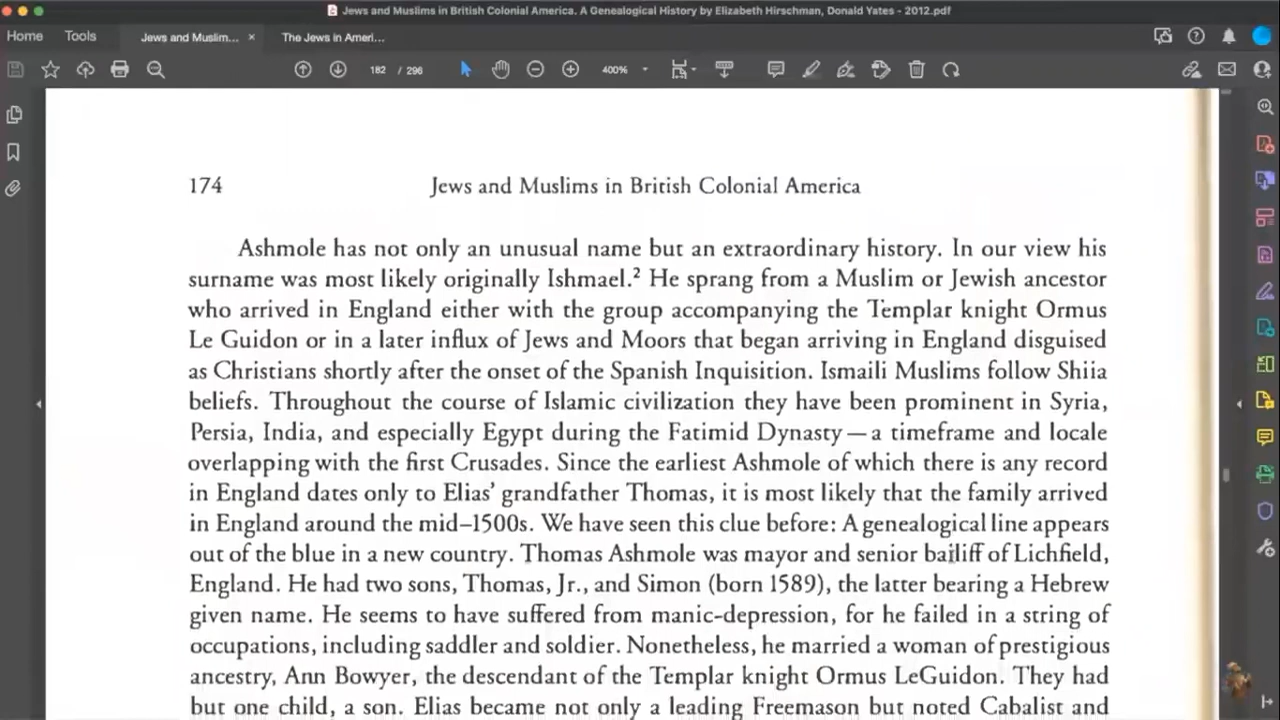 Jews and Muslims in British Colonial America. A Genealogical History by Elizabeth Hirschman, Donald Yates - 2012.pdf
Home Tools Jews and Muslim... × The Jews in Ameri...
182 / 296 400%
174 Jews and Muslims in British Colonial America
Ashmole has not only an unusual name but an extraordinary history. In our view his
surname was most likely originally Ishmael.² He sprang from a Muslim or Jewish ancestor
who arrived in England either with the group accompanying the Templar knight Ormus
Le Guidon or in a later influx of Jews and Moors that began arriving in England disguised
as Christians shortly after the onset of the Spanish Inquisition. Ismaili Muslims follow Shiia
beliefs. Throughout the course of Islamic civilization they have been prominent in Syria,
Persia, India, and especially Egypt during the Fatimid Dynasty—a timeframe and locale
overlapping with the first Crusades. Since the earliest Ashmole of which there is any record
in England dates only to Elias' grandfather Thomas, it is most likely that the family arrived
in England around the mid–1500s. We have seen this clue before: A genealogical line appears
out of the blue in a new country. Thomas Ashmole was mayor and senior bailiff of Lichfield,
England. He had two sons, Thomas, Jr., and Simon (born 1589), the latter bearing a Hebrew
given name. He seems to have suffered from manic-depression, for he failed in a string of
occupations, including saddler and soldier. Nonetheless, he married a woman of prestigious
ancestry, Ann Bowyer, the descendant of the Templar knight Ormus LeGuidon. They had
but one child, a son. Elias became not only a leading Freemason but noted Cabalist and